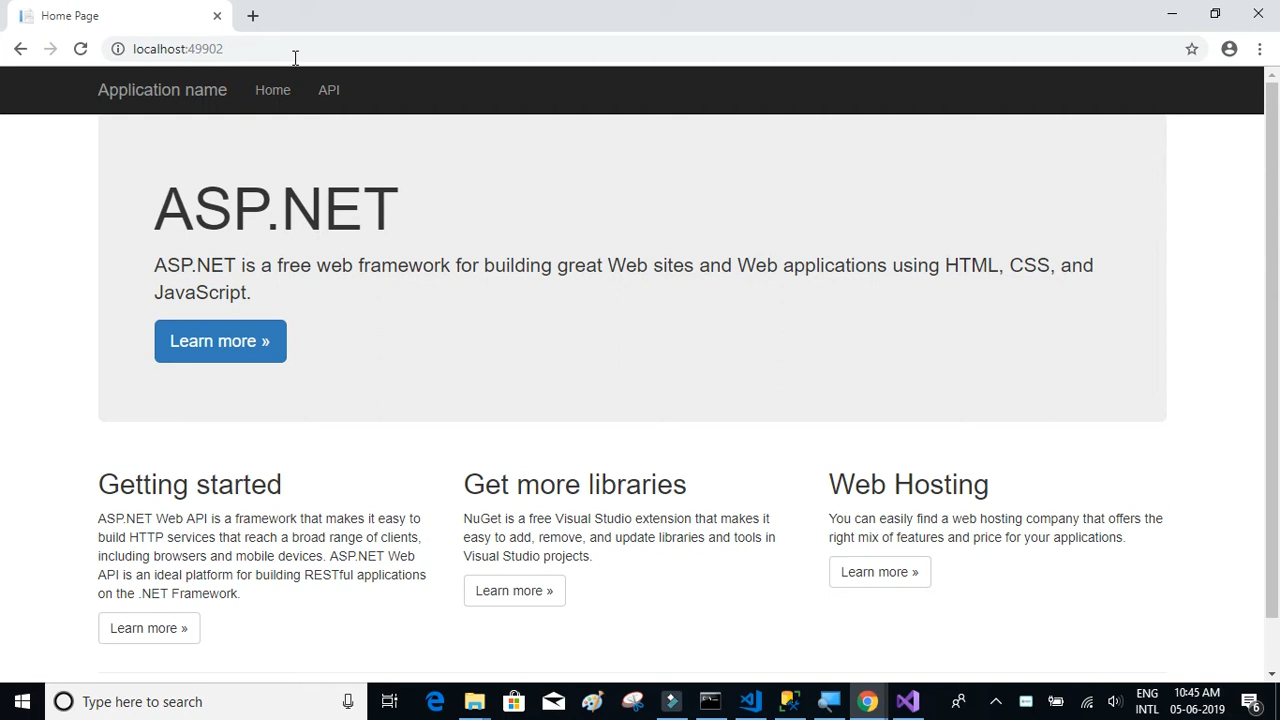 Home Page
localhost:49902
Application name Home API
ASP.NET
ASP.NET is a free web framework for building great Web sites and Web applications using HTML, CSS, and
JavaScript.
Learn more »
Getting started
ASP.NET Web API is a framework that makes it easy to
build HTTP services that reach a broad range of clients,
including browsers and mobile devices. ASP.NET Web
API is an ideal platform for building RESTful applications
on the .NET Framework.
Learn more »
Get more libraries
NuGet is a free Visual Studio extension that makes it
easy to add, remove, and update libraries and tools in
Visual Studio projects.
Learn more »
Web Hosting
You can easily find a web hosting company that offers the
right mix of features and price for your applications.
Learn more »
Type here to search
ENG
INTL
10:45 AM
05-06-2019
6